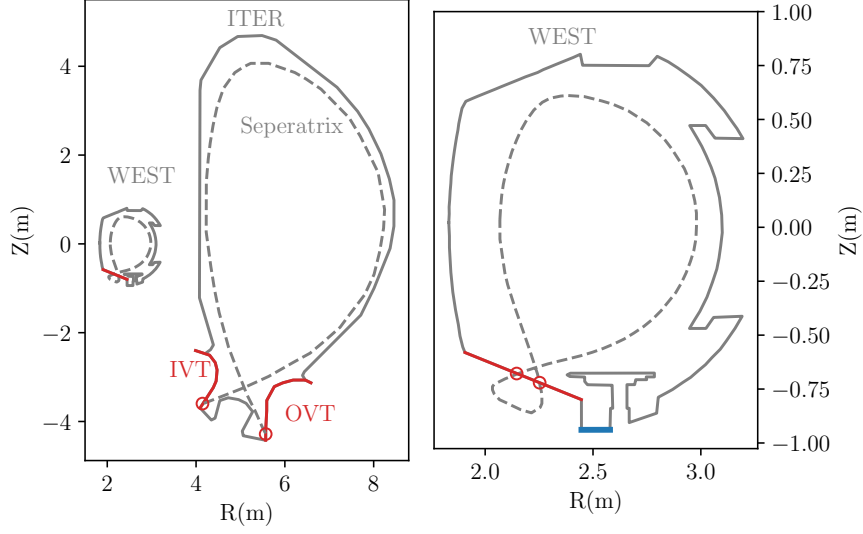 ITER
Seperatrix
WEST
IVT
OVT
4
2
0
−2
−4
Z(m)
2
4
6
8
R(m)
WEST
1.00
0.75
0.50
0.25
0.00
−0.25
−0.50
−0.75
−1.00
Z(m)
2.0
2.5
3.0
R(m)